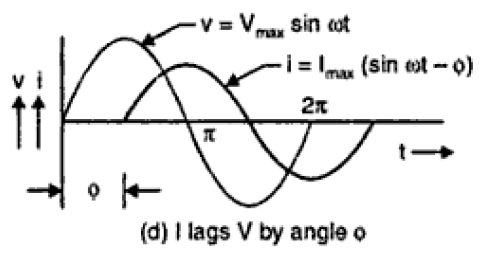 v = Vmax sin ωt
i = Imax (sin ωt – φ)
v i
2π
π
t
φ
(d) I lags V by angle φ